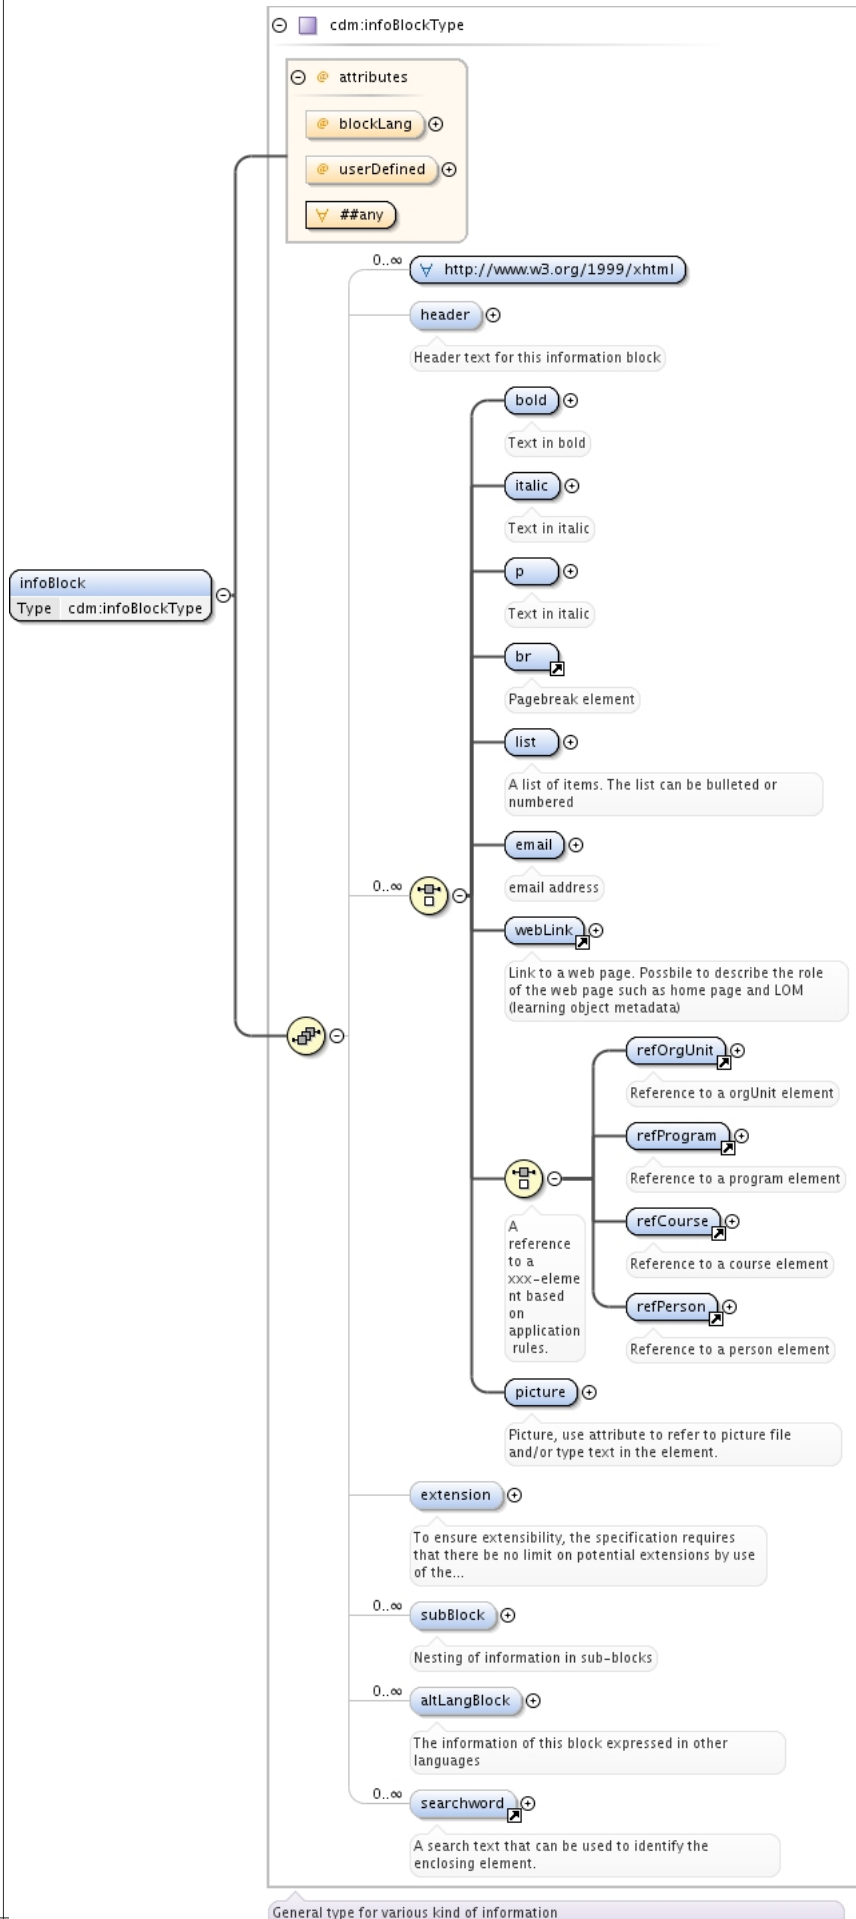 cdm:infoBlockType
@ attributes
@ blockLang
@ userDefined
∀ ##any
0..∞
∀ http://www.w3.org/1999/xhtml
header
Header text for this information block
bold
Text in bold
italic
Text in italic
infoBlock
Type cdm:infoBlockType
p
Text in italic
br
Pagebreak element
list
A list of items. The list can be bulleted or
numbered
email
0..∞
email address
webLink
Link to a web page. Possbile to describe the role
of the web page such as home page and LOM
(learning object metadata)
refOrgUnit
Reference to a orgUnit element
refProgram
Reference to a program element
A
reference
to a
xxx-eleme
nt based
on
application
rules.
refCourse
Reference to a course element
refPerson
Reference to a person element
picture
Picture, use attribute to refer to picture file
and/or type text in the element.
extension
To ensure extensibility, the specification requires
that there be no limit on potential extensions by use
of the...
0..∞
subBlock
Nesting of information in sub-blocks
0..∞
altLangBlock
The information of this block expressed in other
languages
0..∞
searchword
A search text that can be used to identify the
enclosing element.
General type for various kind of information